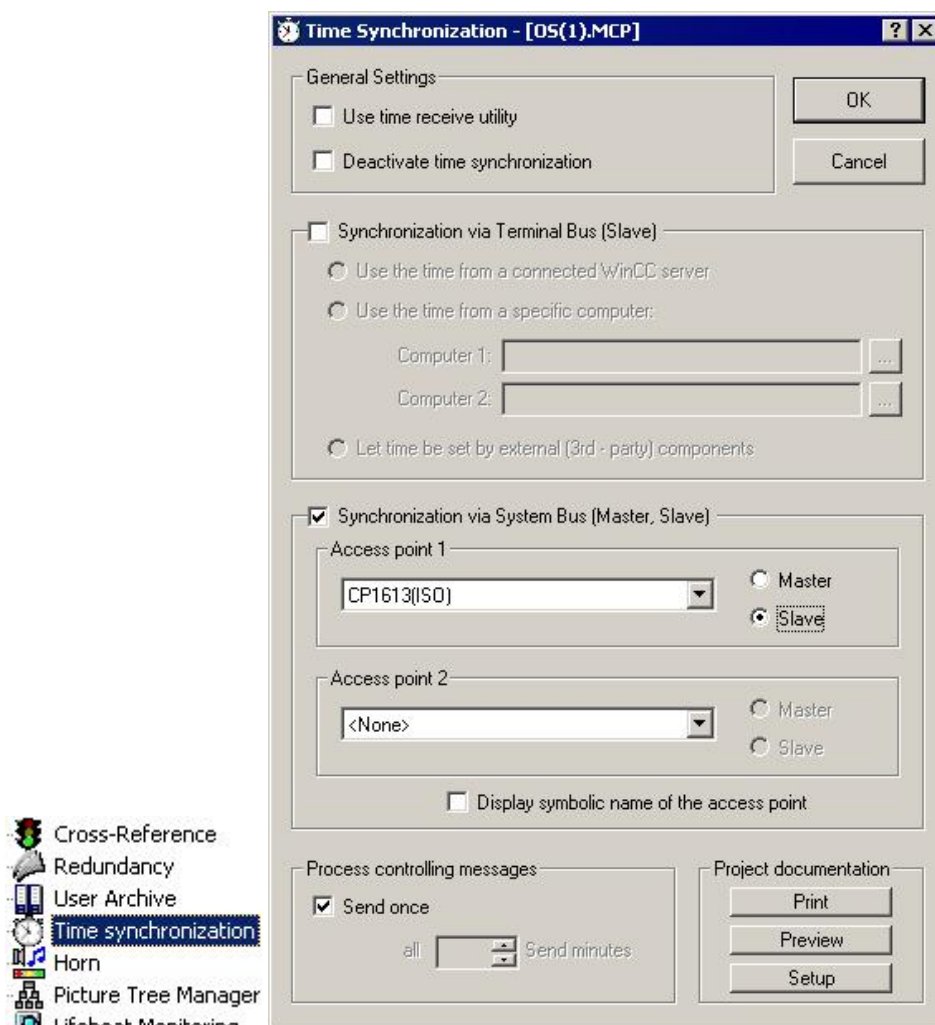 Time Synchronization - [OS(1).MCP]
General Settings
Use time receive utility
Deactivate time synchronization
OK
Cancel
Synchronization via Terminal Bus (Slave)
Use the time from a connected WinCC server
Use the time from a specific computer:
Computer 1:
...
Computer 2:
...
Let time be set by external (3rd - party) components
Synchronization via System Bus (Master, Slave)
Access point 1
CP1613(ISO)
Master
Slave
Access point 2
<None>
Master
Slave
Display symbolic name of the access point
Process controlling messages
Send once
all Send minutes
Project documentation
Print
Preview
Setup
Cross-Reference
Redundancy
User Archive
Time synchronization
Horn
Picture Tree Manager
Lifebeat Monitoring